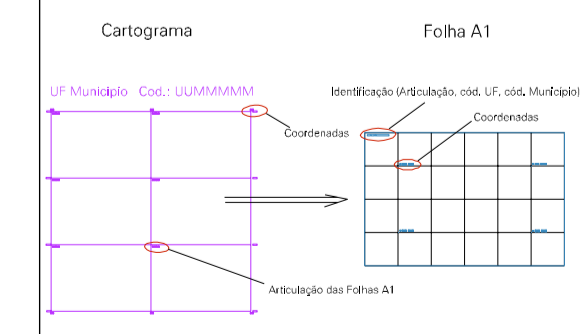 Cartograma
Folha A1
UF Municipio Cod.: UUMMMMM
Identificação (Articulação, cód. UF, cód. Município)
Coordenadas
Coordenadas
Articulação das Folhas A1